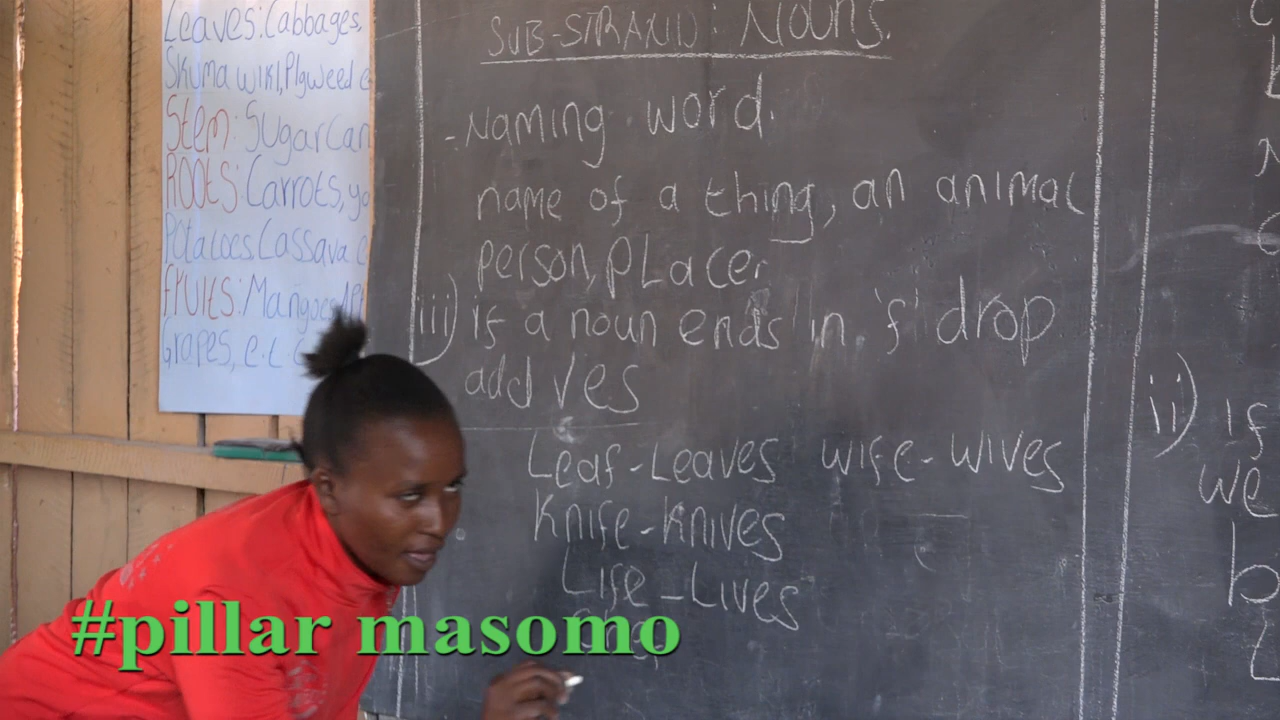 Leaves: Cabbages,
Skuma wiki, Pigweed e
Stem: Sugarcan
Roots: Carrots, ya
Potatoes Cassava e
Fruits: Mangoes,
Grapes, e.t c
SUB-STRAND: NOUNS.
- Naming word.
name of a thing, an animal
person, place.
iii) if a noun ends in 'f' drop
add ves
Leaf - Leaves wife - wives
Knife - Knives
Life - Lives
ii) if
we
#pillar masomo